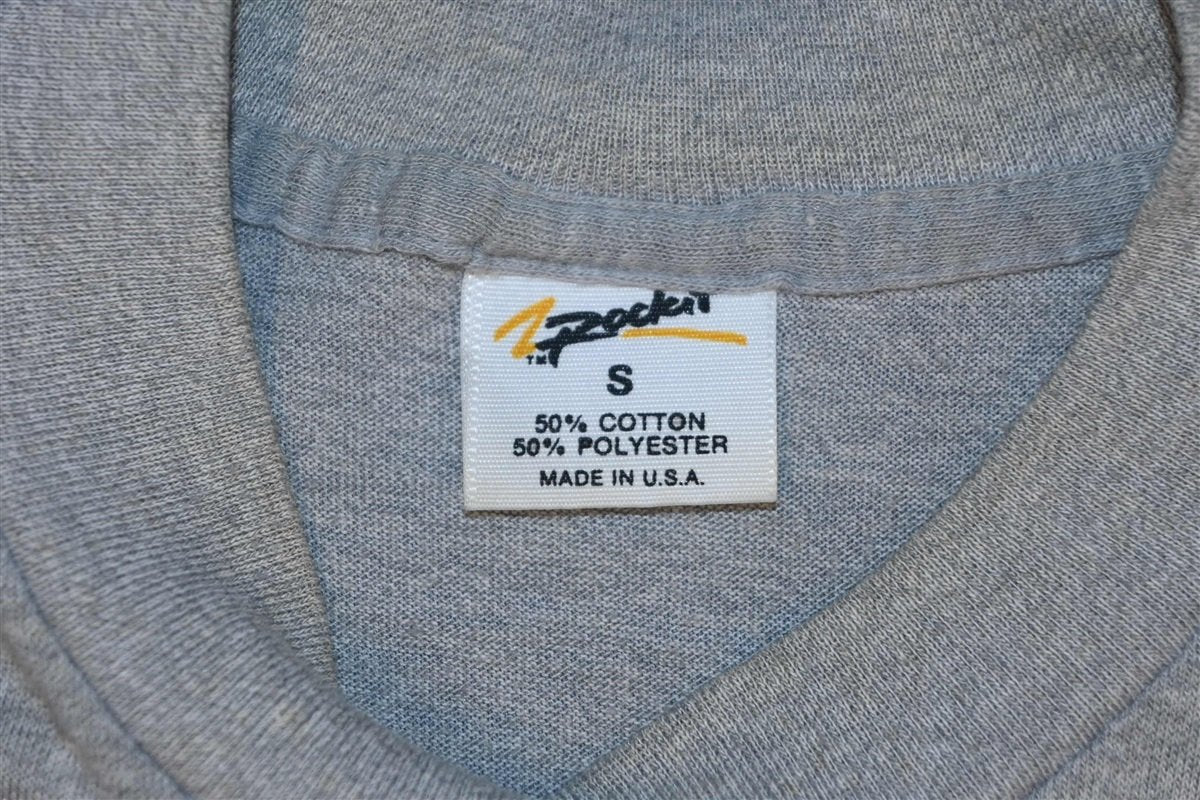 Rockit
TM
S
50% COTTON
50% POLYESTER
MADE IN U.S.A.